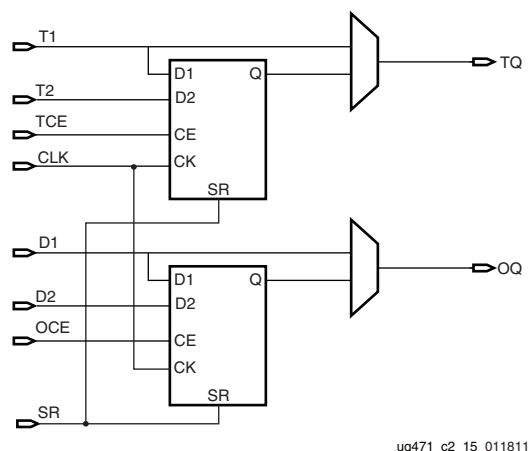 T1
D1 Q
TQ
T2
D2
TCE
CE
CLK
CK
SR
D1
D1 Q
OQ
D2
D2
OCE
CE
CK
SR
SR
ug471_c2_15_011811